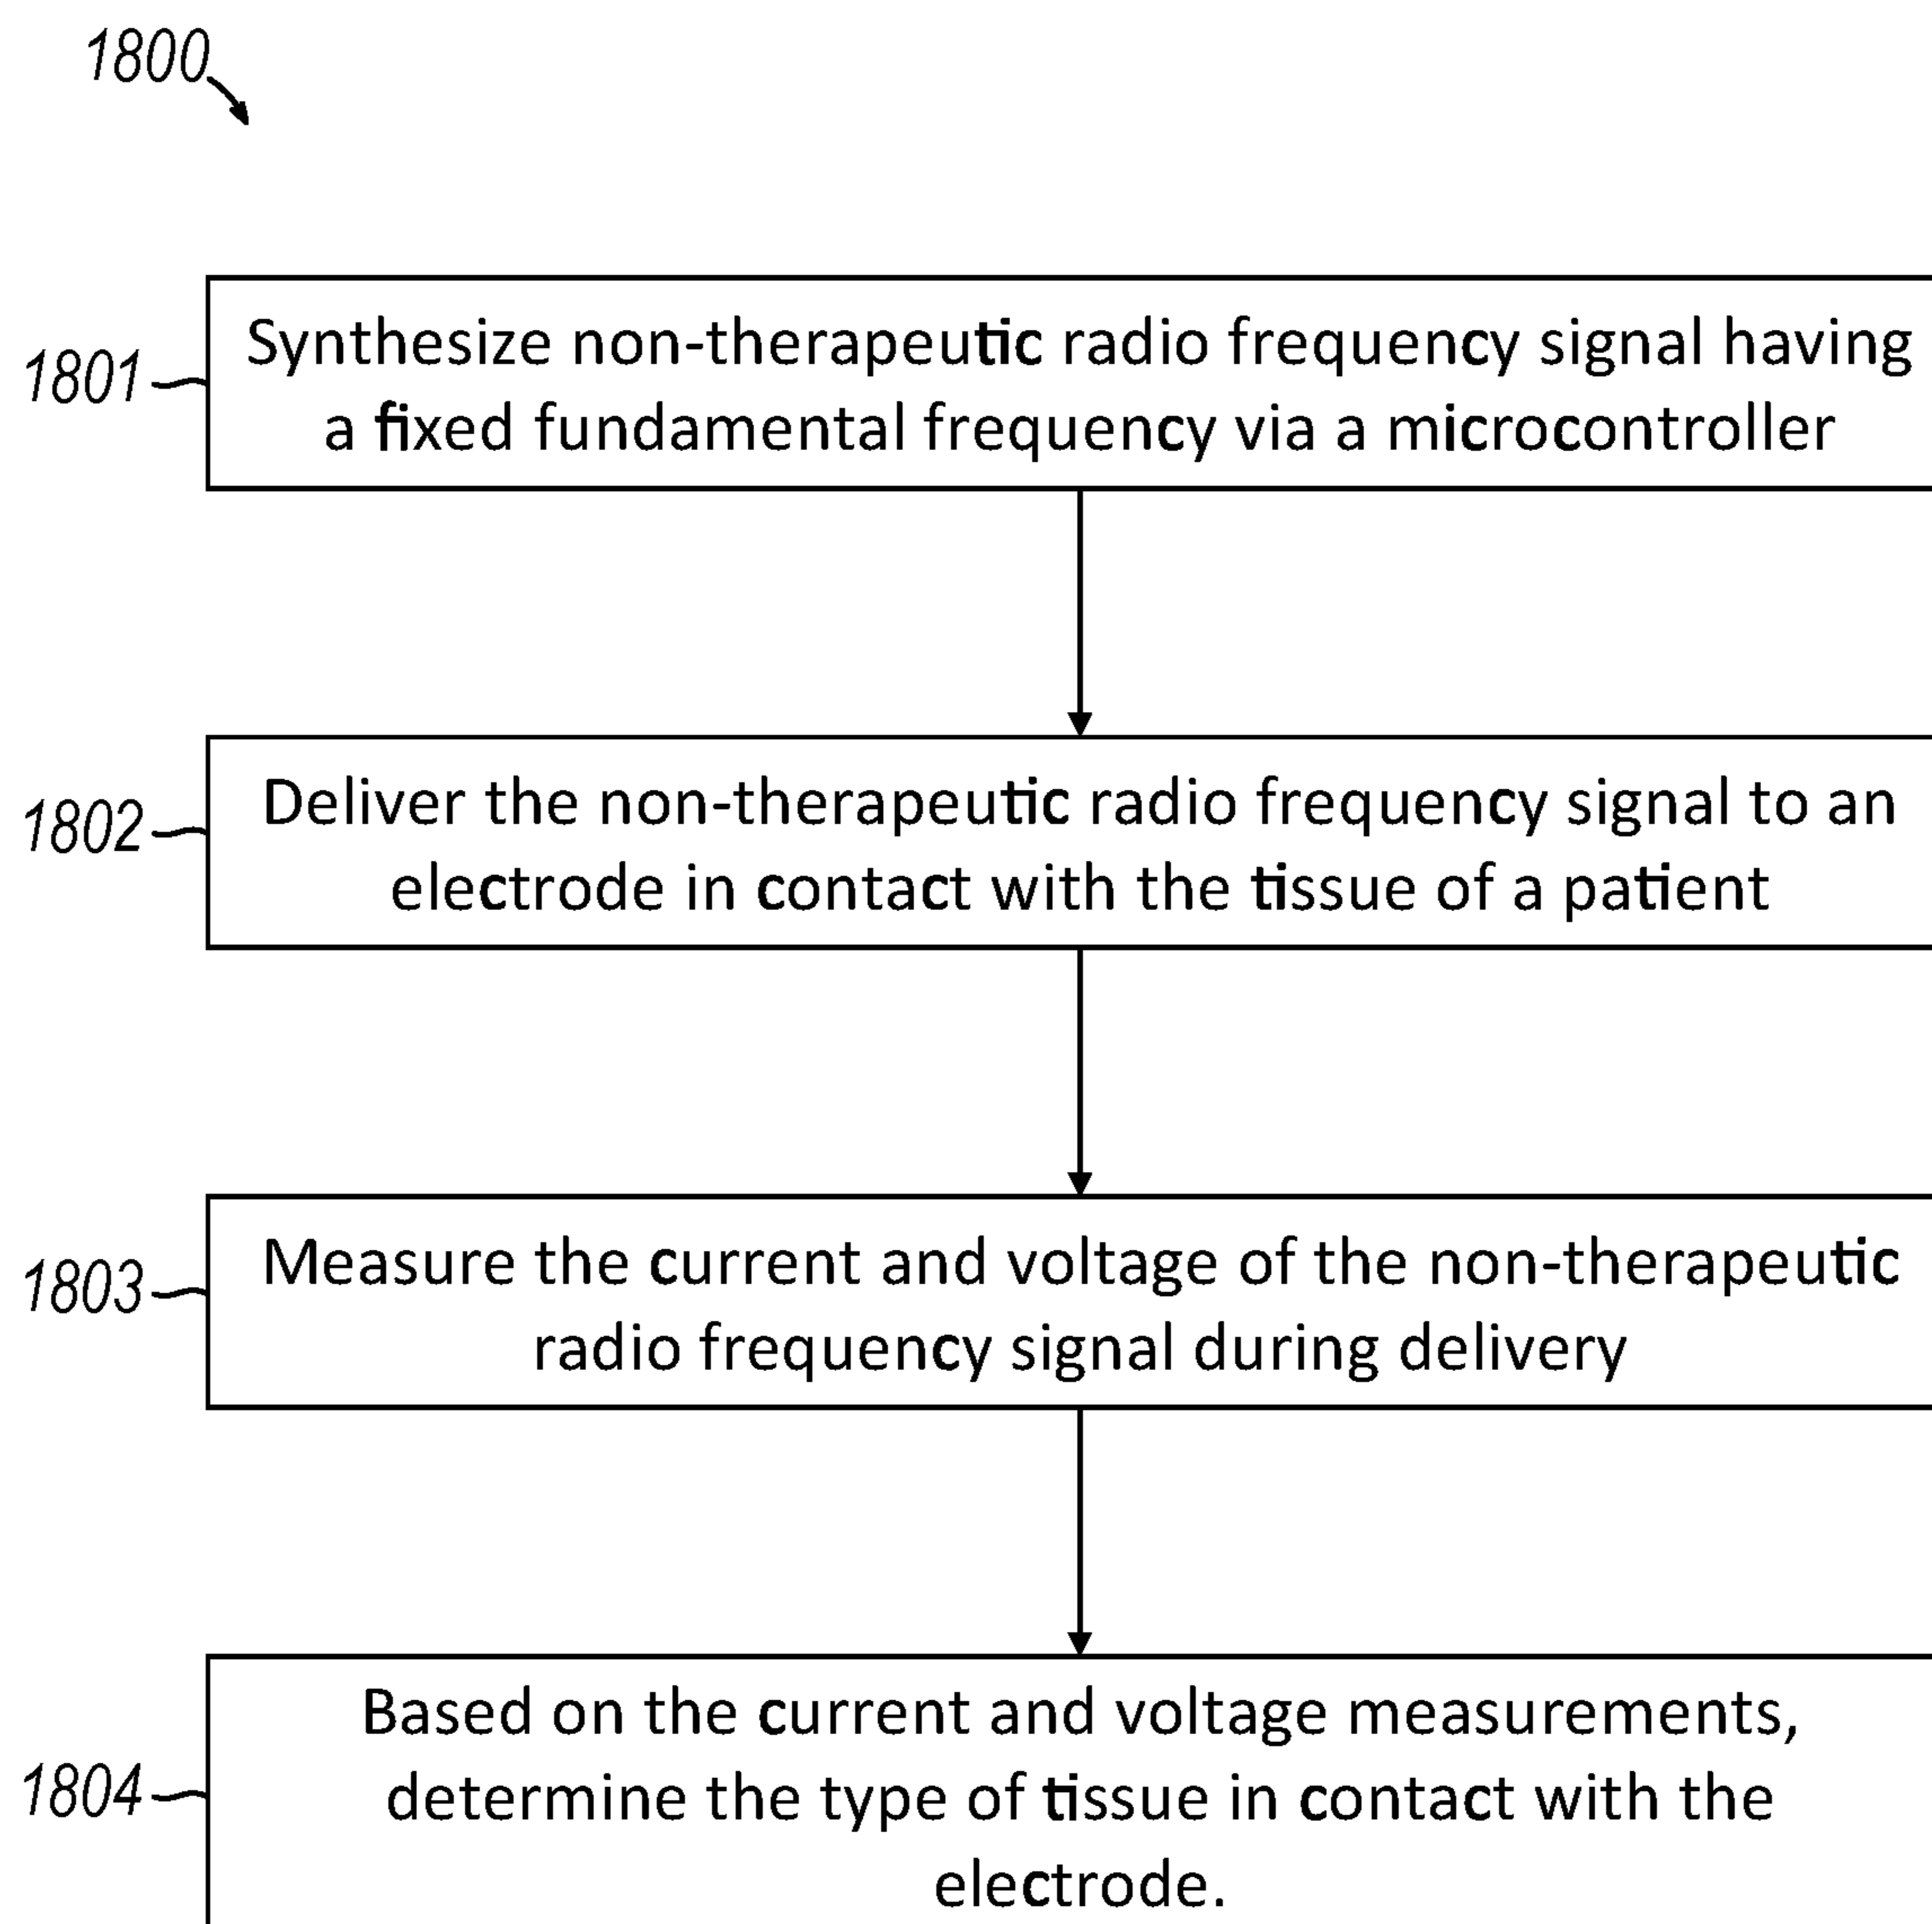 1800
1801
Synthesize non-therapeutic radio frequency signal having
a fixed fundamental frequency via a microcontroller
1802
Deliver the non-therapeutic radio frequency signal to an
electrode in contact with the tissue of a patient
1803
Measure the current and voltage of the non-therapeutic
radio frequency signal during delivery
1804
Based on the current and voltage measurements,
determine the type of tissue in contact with the
electrode.